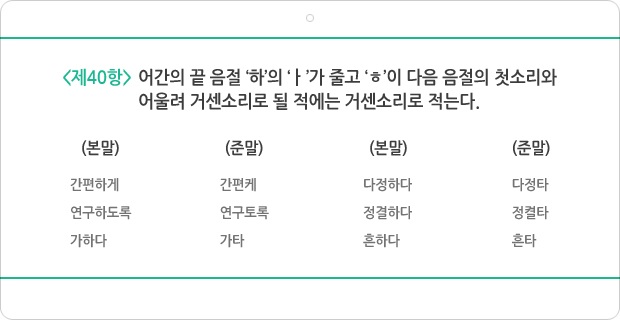 <제40항> 어간의 끝 음절 ‘하’의 ‘ㅏ’가 줄고 ‘ㅎ’이 다음 음절의 첫소리와
어울려 거센소리로 될 적에는 거센소리로 적는다.
(본말) (준말) (본말) (준말)
간편하게 간편케 다정하다 다정타
연구하도록 연구토록 정결하다 정켤타
가하다 가타 흔하다 흔타